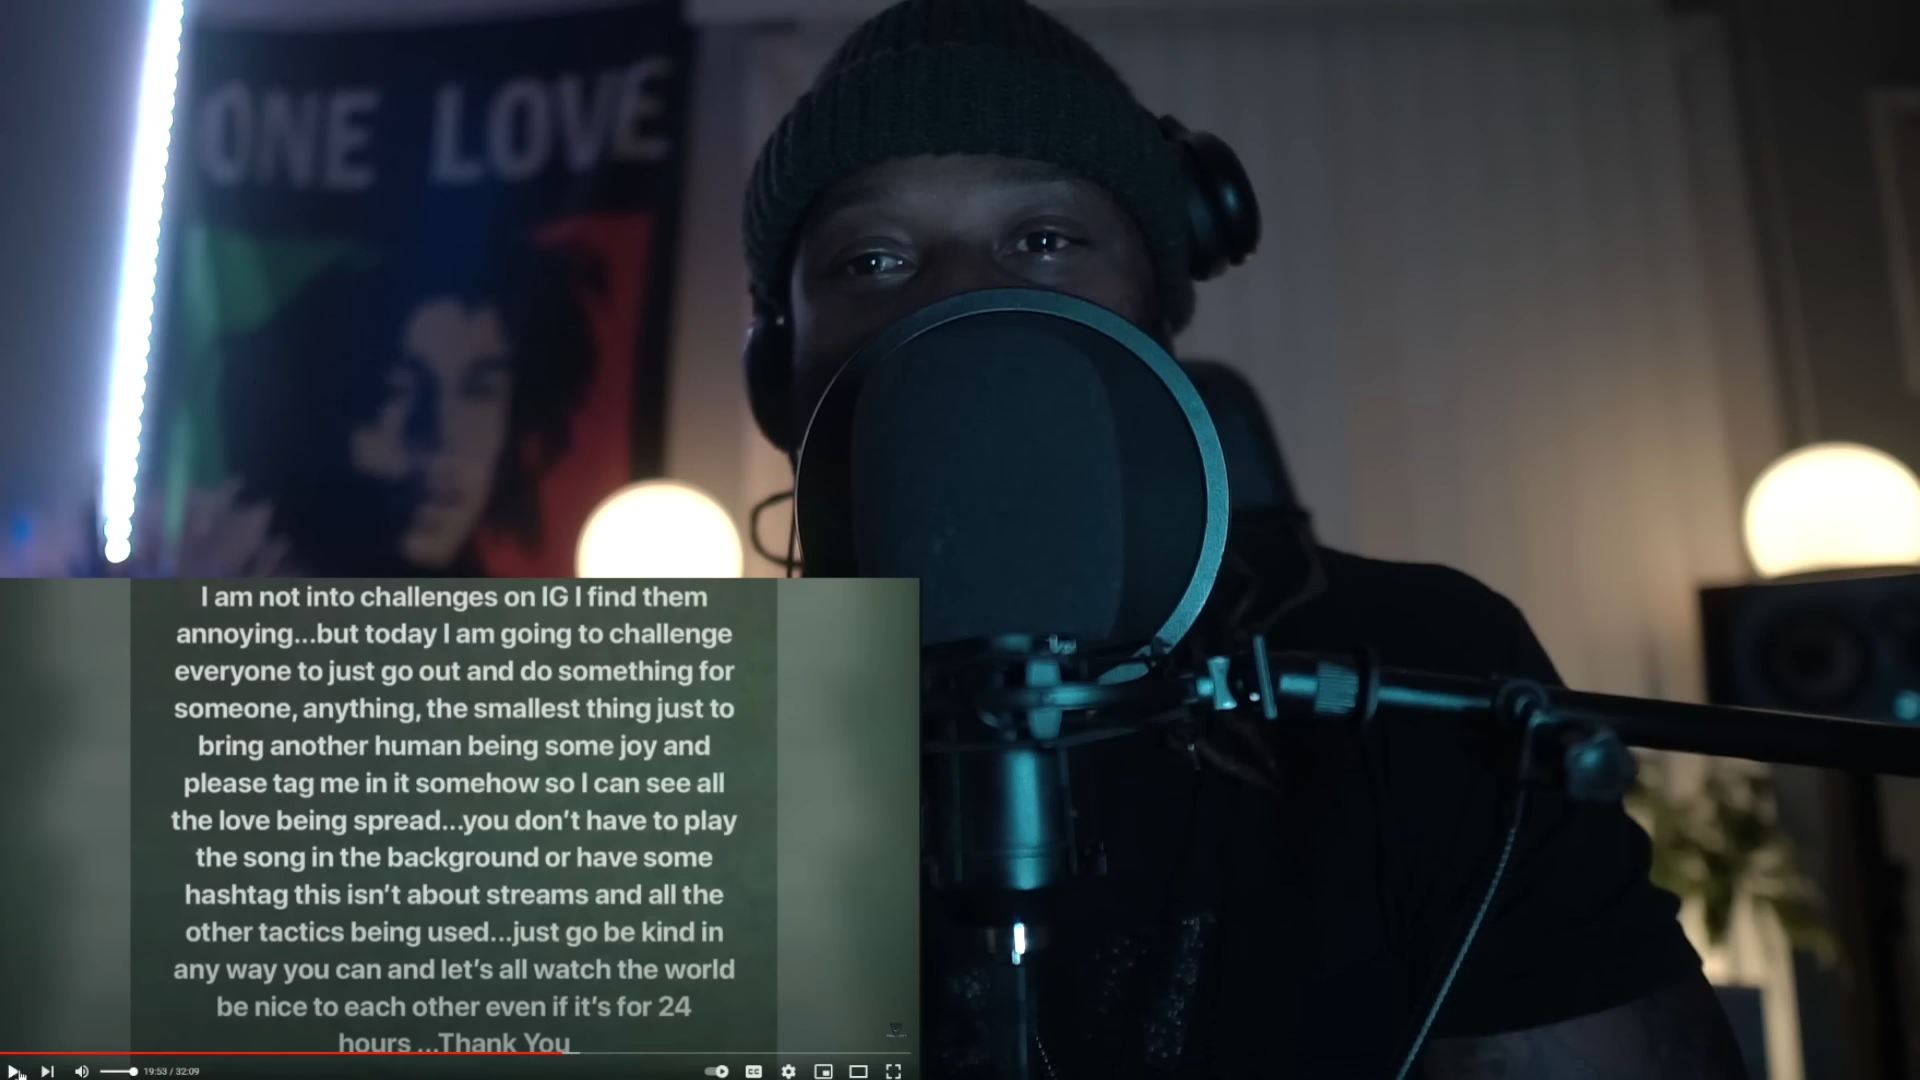 ONE LOVE
I am not into challenges on IG I find them
annoying...but today I am going to challenge
everyone to just go out and do something for
someone, anything, the smallest thing just to
bring another human being some joy and
please tag me in it somehow so I can see all
the love being spread...you don't have to play
the song in the background or have some
hashtag this isn't about streams and all the
other tactics being used...just go be kind in
any way you can and let's all watch the world
be nice to each other even if it's for 24
hours ...Thank You
19:53 / 32:09